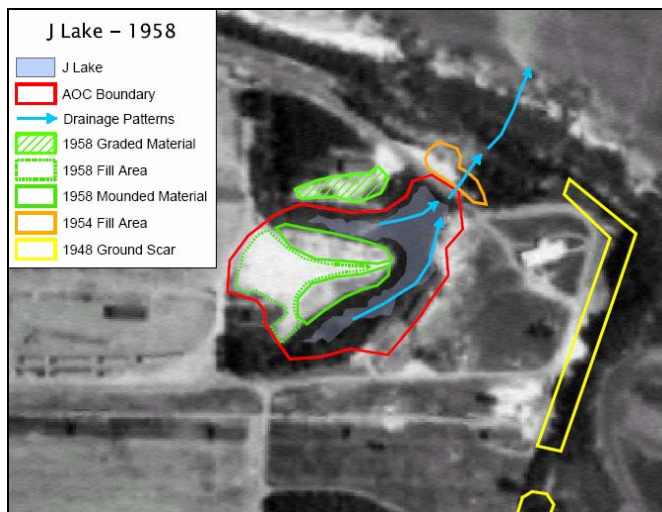 J Lake – 1958
J Lake
AOC Boundary
Drainage Patterns
1958 Graded Material
1958 Fill Area
1958 Mounded Material
1954 Fill Area
1948 Ground Scar